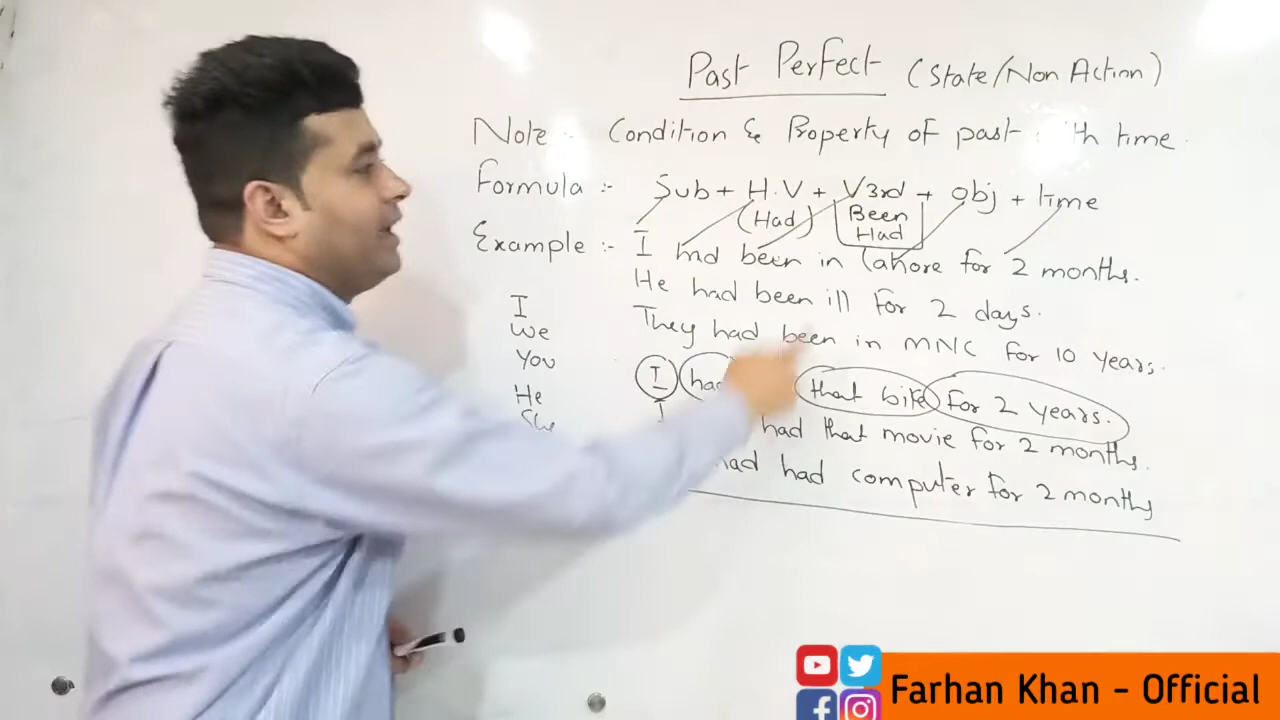 Past Perfect (State/Non Action)
Note :- Condition & Property of past with time.
Formula :- Sub + H.V + V3rd + obj + time
(Had) Been
Had
Example :- I had been in Lahore for 2 months.
He had been ill for 2 days.
They had been in MNC for 10 years.
I had that bike for 2 years.
I had that movie for 2 months.
had had computer for 2 months
I
We
You
He
She
Farhan Khan - Official